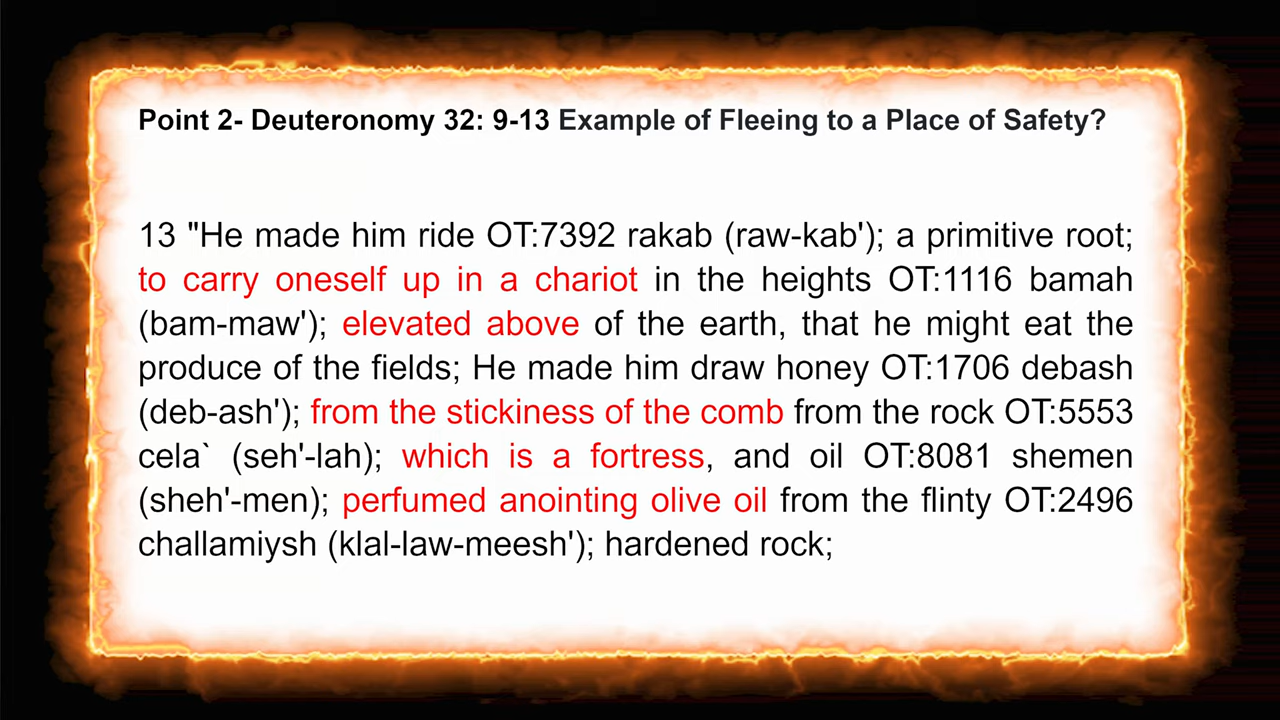 Point 2- Deuteronomy 32: 9-13 Example of Fleeing to a Place of Safety?
13 "He made him ride OT:7392 rakab (raw-kab'); a primitive root;
to carry oneself up in a chariot in the heights OT:1116 bamah
(bam-maw'); elevated above of the earth, that he might eat the
produce of the fields; He made him draw honey OT:1706 debash
(deb-ash'); from the stickiness of the comb from the rock OT:5553
cela` (seh'-lah); which is a fortress, and oil OT:8081 shemen
(sheh'-men); perfumed anointing olive oil from the flinty OT:2496
challamiysh (klal-law-meesh'); hardened rock;